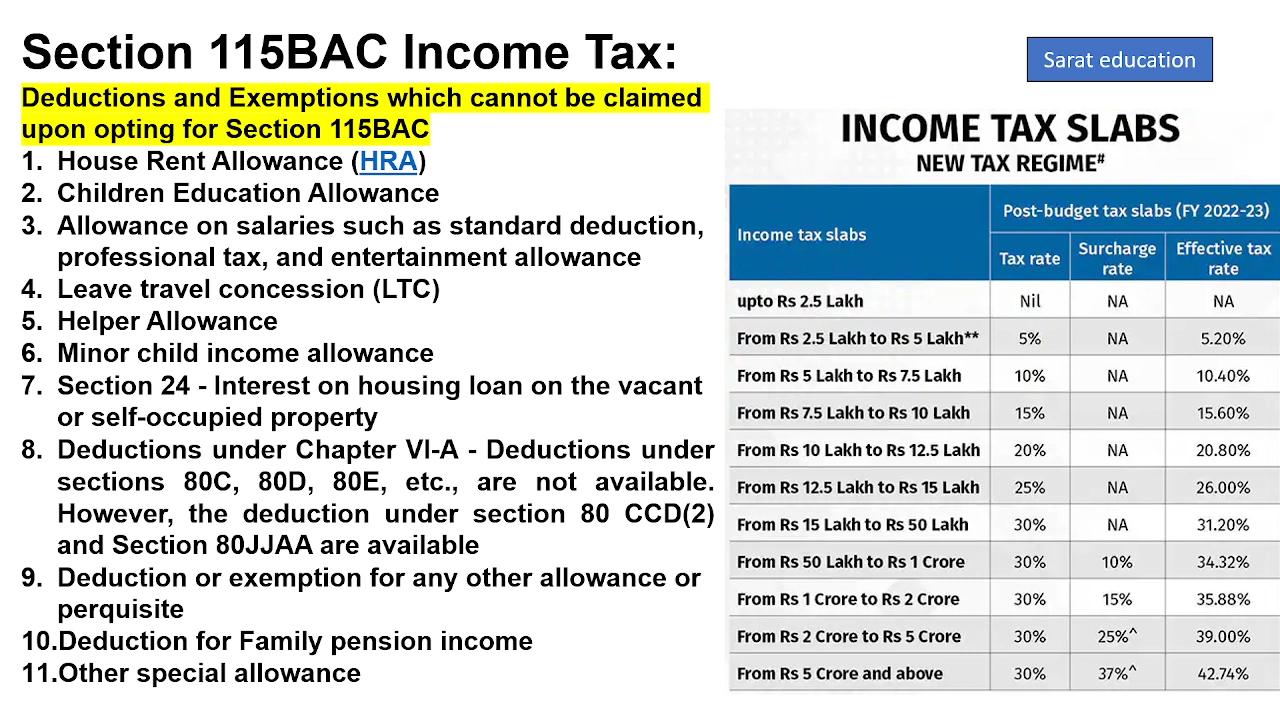 Section 115BAC Income Tax:
Sarat education
Deductions and Exemptions which cannot be claimed
upon opting for Section 115BAC
1. House Rent Allowance (HRA)
2. Children Education Allowance
3. Allowance on salaries such as standard deduction,
professional tax, and entertainment allowance
4. Leave travel concession (LTC)
5. Helper Allowance
6. Minor child income allowance
7. Section 24 - Interest on housing loan on the vacant
or self-occupied property
8. Deductions under Chapter VI-A - Deductions under
sections 80C, 80D, 80E, etc., are not available.
However, the deduction under section 80 CCD(2)
and Section 80JJAA are available
9. Deduction or exemption for any other allowance or
perquisite
10.Deduction for Family pension income
11.Other special allowance
INCOME TAX SLABS
NEW TAX REGIME#
Income tax slabs
Post-budget tax slabs (FY 2022-23)
Tax rate Surcharge rate Effective tax rate
upto Rs 2.5 Lakh Nil NA NA
From Rs 2.5 Lakh to Rs 5 Lakh** 5% NA 5.20%
From Rs 5 Lakh to Rs 7.5 Lakh 10% NA 10.40%
From Rs 7.5 Lakh to Rs 10 Lakh 15% NA 15.60%
From Rs 10 Lakh to Rs 12.5 Lakh 20% NA 20.80%
From Rs 12.5 Lakh to Rs 15 Lakh 25% NA 26.00%
From Rs 15 Lakh to Rs 50 Lakh 30% NA 31.20%
From Rs 50 Lakh to Rs 1 Crore 30% 10% 34.32%
From Rs 1 Crore to Rs 2 Crore 30% 15% 35.88%
From Rs 2 Crore to Rs 5 Crore 30% 25%^ 39.00%
From Rs 5 Crore and above 30% 37%^ 42.74%